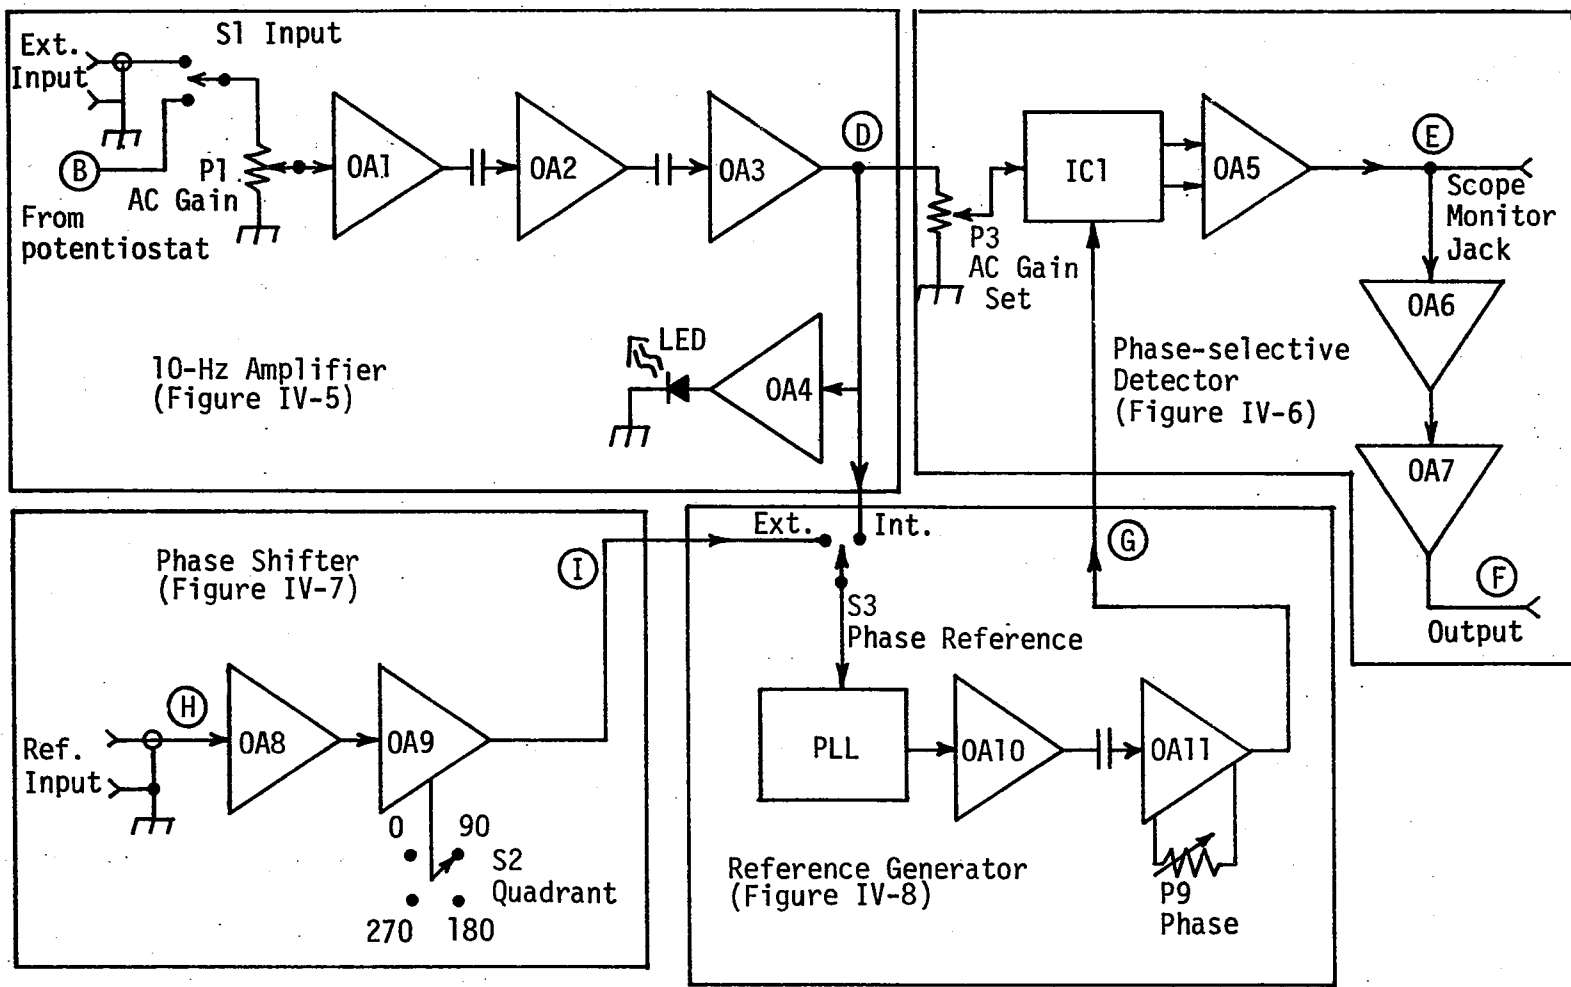 S1 Input
Ext.
Input
B
P1
AC Gain
From
potentiostat
OA1
OA2
OA3
D
LED
OA4
10-Hz Amplifier
(Figure IV-5)
P3
AC Gain
Set
IC1
OA5
E
Scope
Monitor
Jack
OA6
Phase-selective
Detector
(Figure IV-6)
OA7
F
Output
Phase Shifter
(Figure IV-7)
I
H
Ref.
Input
OA8
OA9
0
90
S2
Quadrant
270
180
Ext.
Int.
G
S3
Phase Reference
PLL
OA10
OA11
Reference Generator
(Figure IV-8)
P9
Phase